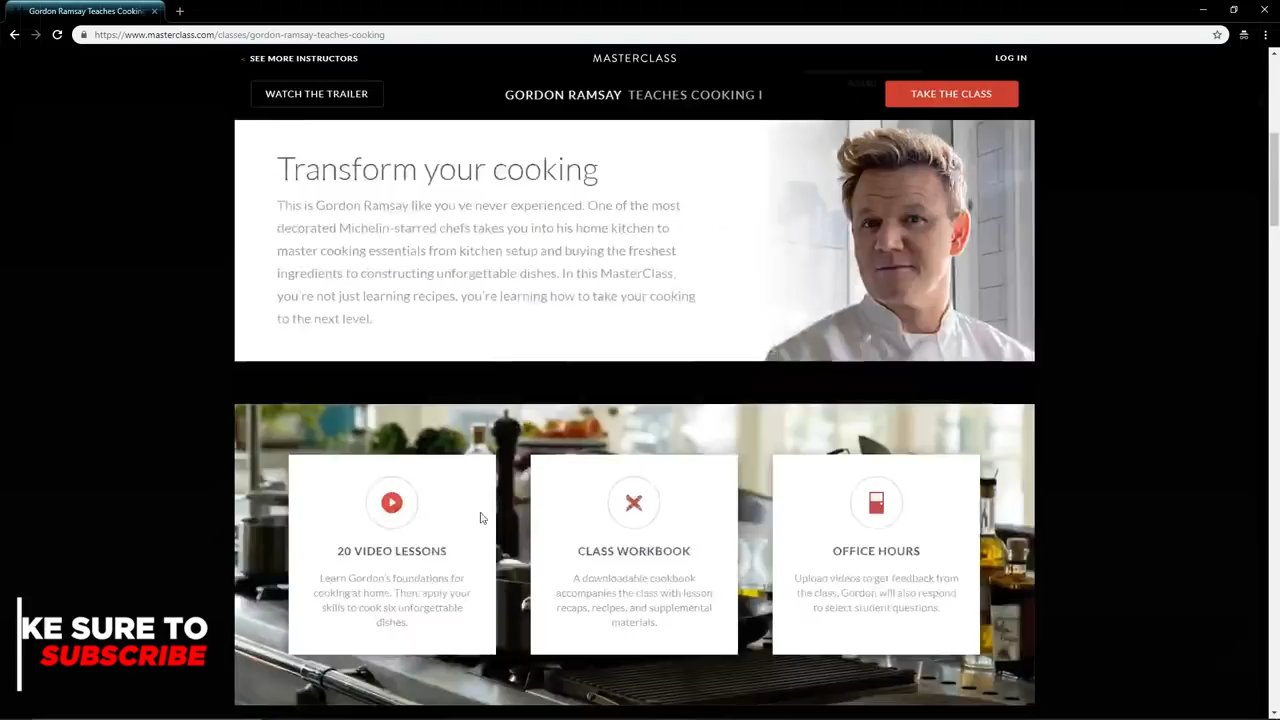 Gordon Ramsay Teaches Cooking
https://www.masterclass.com/classes/gordon-ramsay-teaches-cooking
SEE MORE INSTRUCTORS
MASTERCLASS
LOG IN
WATCH THE TRAILER
GORDON RAMSAY TEACHES COOKING I
TAKE THE CLASS
Transform your cooking
This is Gordon Ramsay like you've never experienced. One of the most
decorated Michelin-starred chefs takes you into his home kitchen to
master cooking essentials from kitchen setup and buying the freshest
ingredients to constructing unforgettable dishes. In this MasterClass,
you're not just learning recipes, you're learning how to take your cooking
to the next level.
20 VIDEO LESSONS
Learn Gordon's foundations for
cooking at home. Then, apply your
skills to cook six unforgettable
dishes.
CLASS WORKBOOK
A downloadable cookbook
accompanies the class with lesson
recaps, recipes, and supplemental
materials.
OFFICE HOURS
Upload videos to get feedback from
the class. Gordon will also respond
to select student questions.
KE SURE TO
SUBSCRIBE